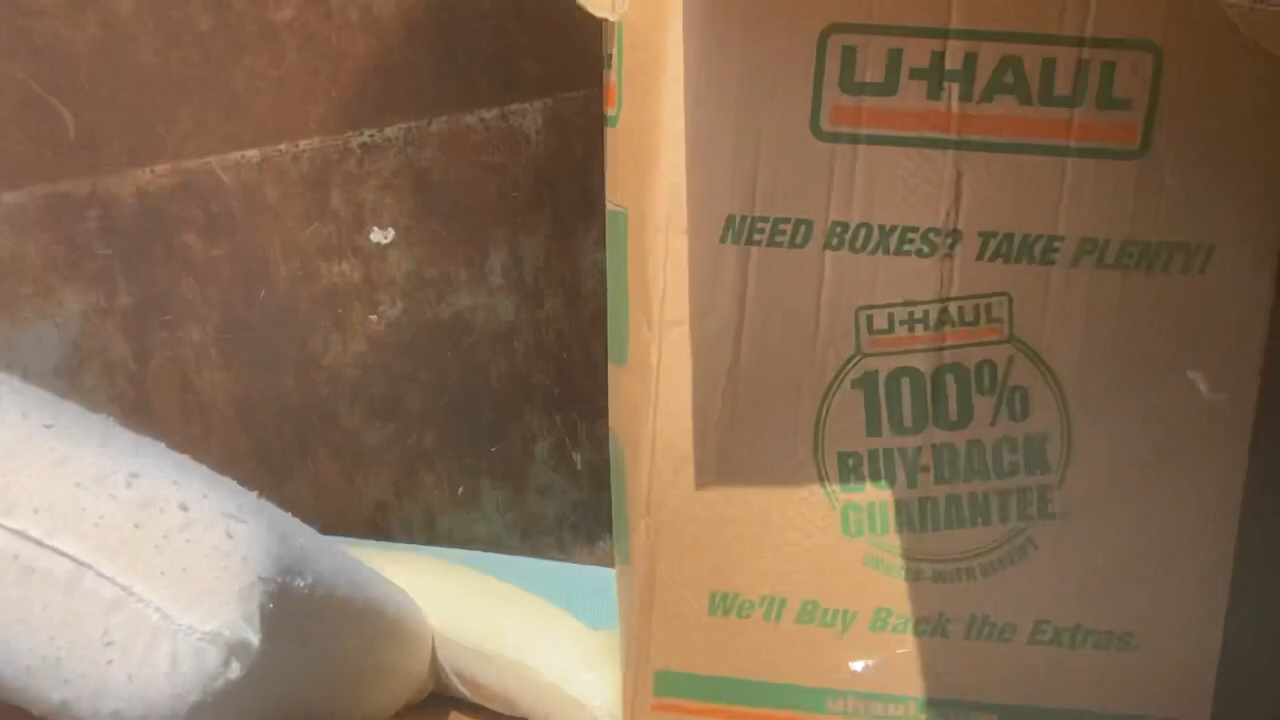 U-HAUL
NEED BOXES? TAKE PLENTY!
U-HAUL
100%
BUY-BACK
GUARANTEE
We'll Buy Back the Extras.